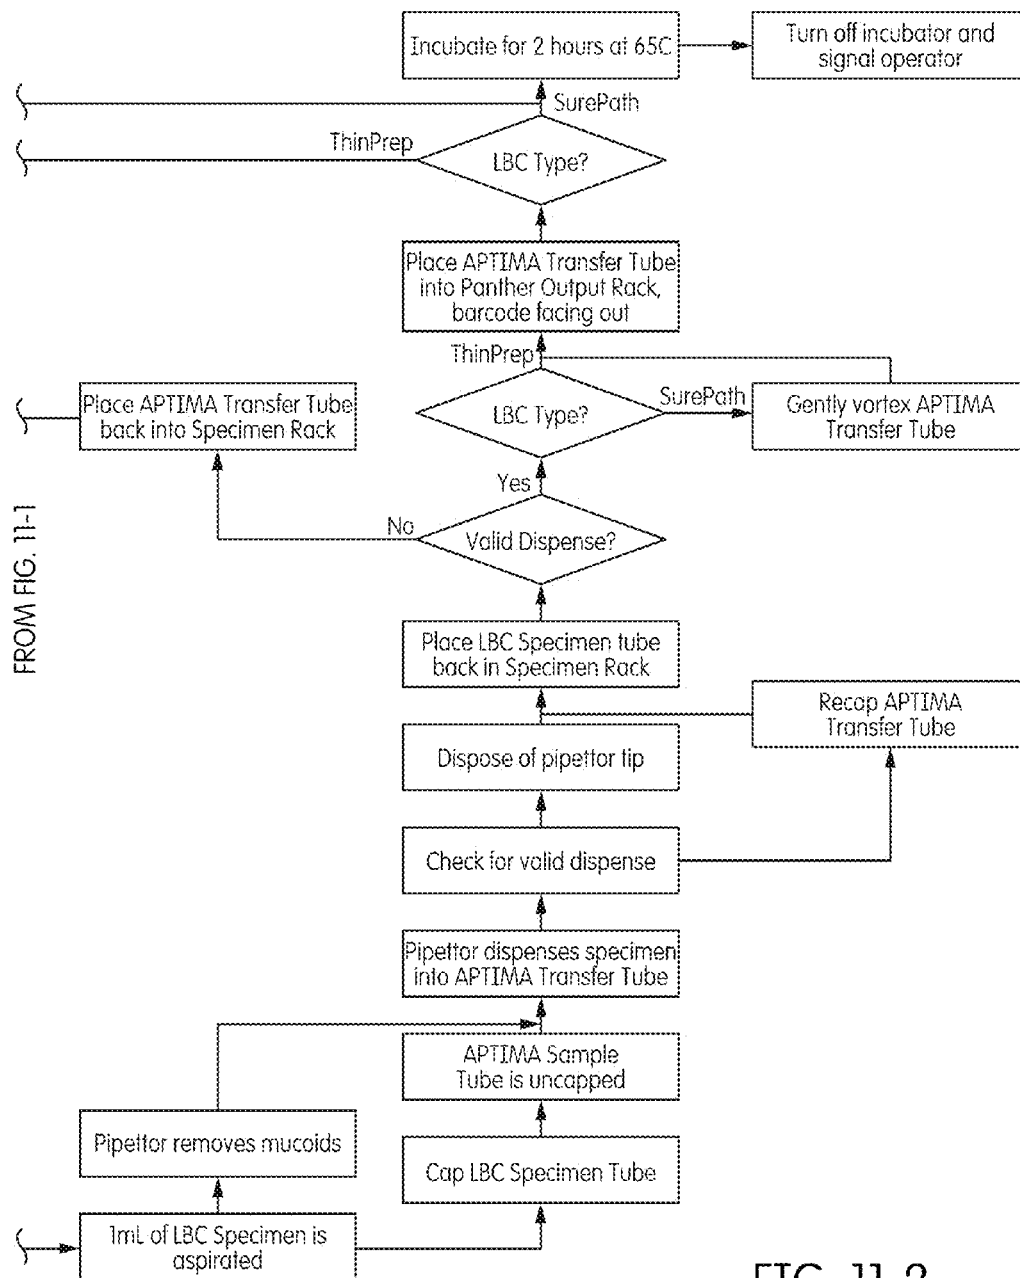 Incubate for 2 hours at 65C
Turn off incubator and
signal operator
SurePath
ThinPrep
LBC Type?
Place APTIMA Transfer Tube
into Panther Output Rack,
barcode facing out
ThinPrep
Place APTIMA Transfer Tube
back into Specimen Rack
LBC Type?
SurePath
Gently vortex APTIMA
Transfer Tube
Yes
No
Valid Dispense?
FROM FIG. 11-1
Place LBC Specimen tube
back in Specimen Rack
Recap APTIMA
Transfer Tube
Dispose of pipettor tip
Check for valid dispense
Pipettor dispenses specimen
into APTIMA Transfer Tube
APTIMA Sample
Tube is uncapped
Pipettor removes mucoids
Cap LBC Specimen Tube
1mL of LBC Specimen is
aspirated
FIG. 11-2